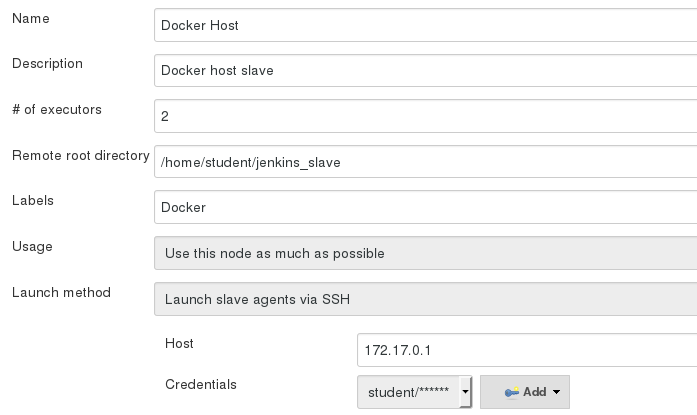 Name Docker Host
Description Docker host slave
# of executors 2
Remote root directory /home/student/jenkins_slave
Labels Docker
Usage Use this node as much as possible
Launch method Launch slave agents via SSH
Host 172.17.0.1
Credentials student/****** Add